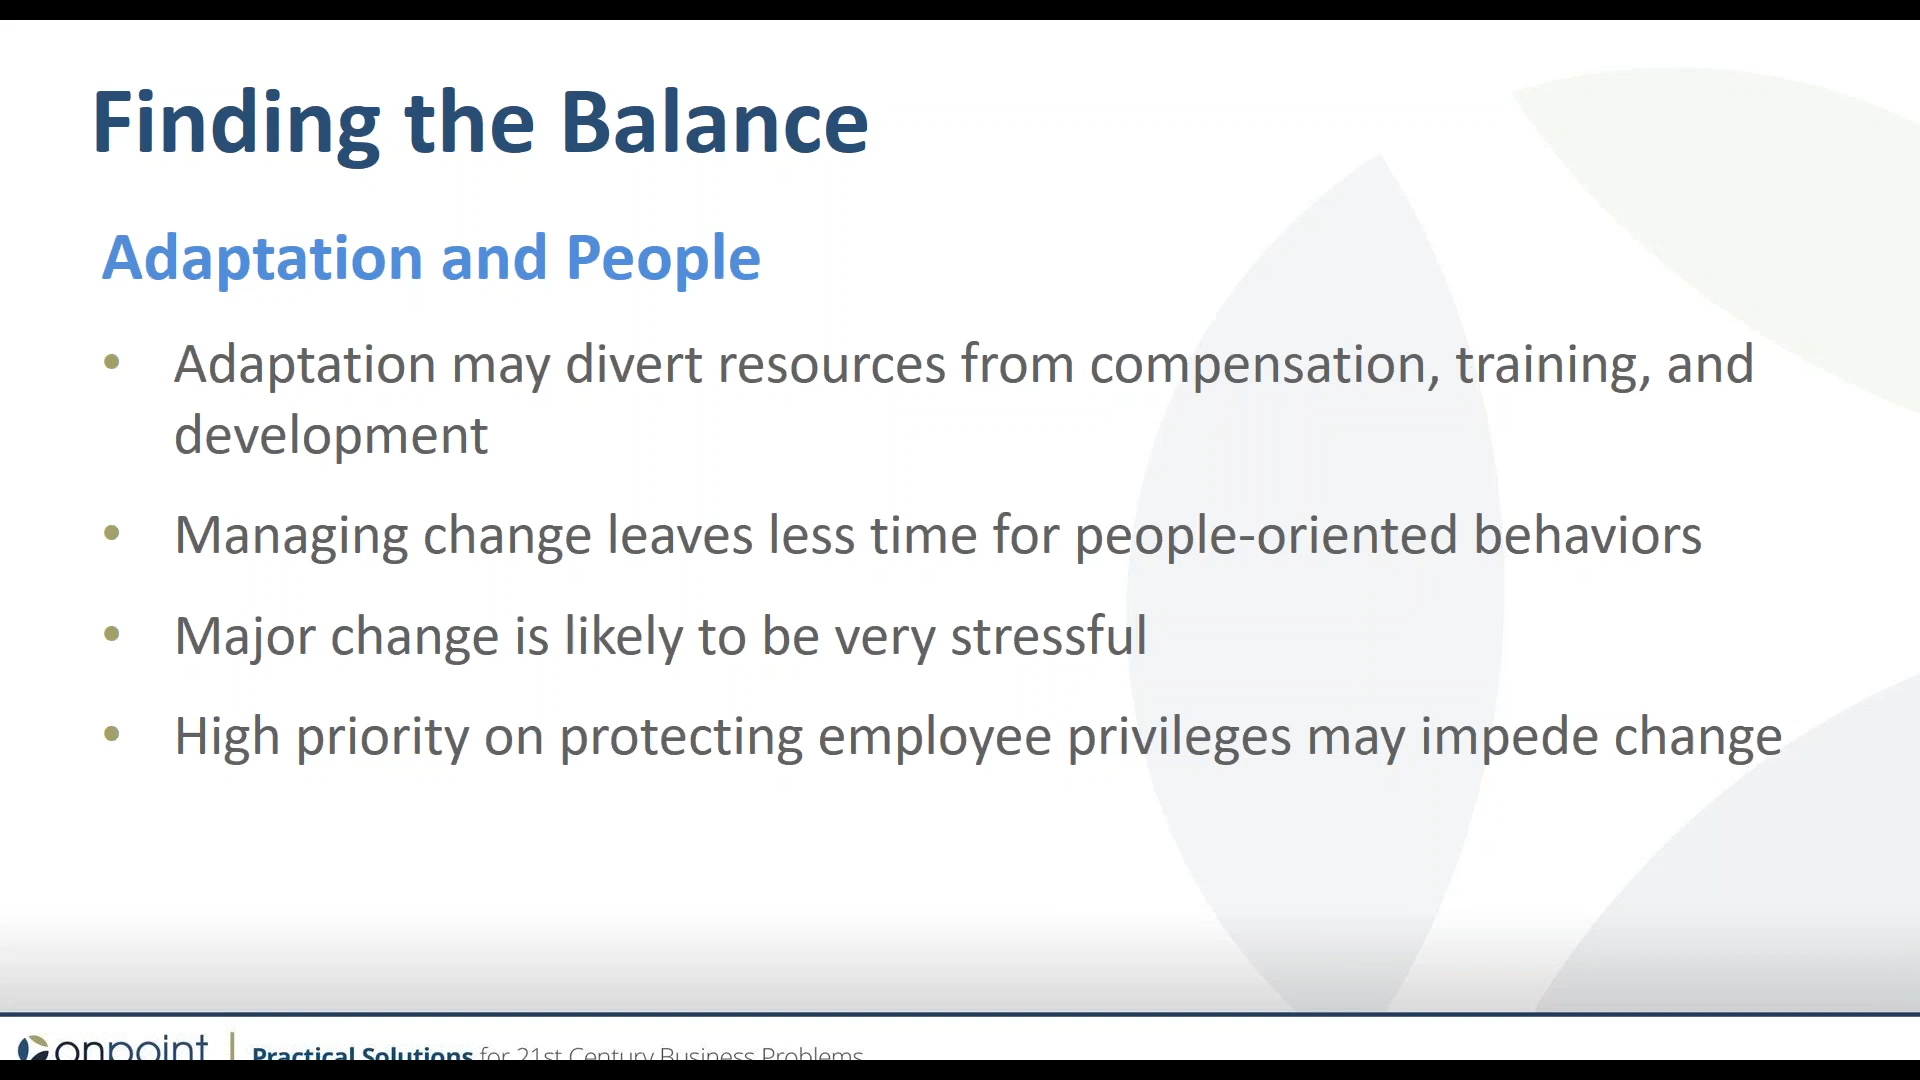 Finding the Balance
Adaptation and People
• Adaptation may divert resources from compensation, training, and
development
• Managing change leaves less time for people-oriented behaviors
• Major change is likely to be very stressful
• High priority on protecting employee privileges may impede change
onpoint | Practical Solutions for 21st Century Business Problems